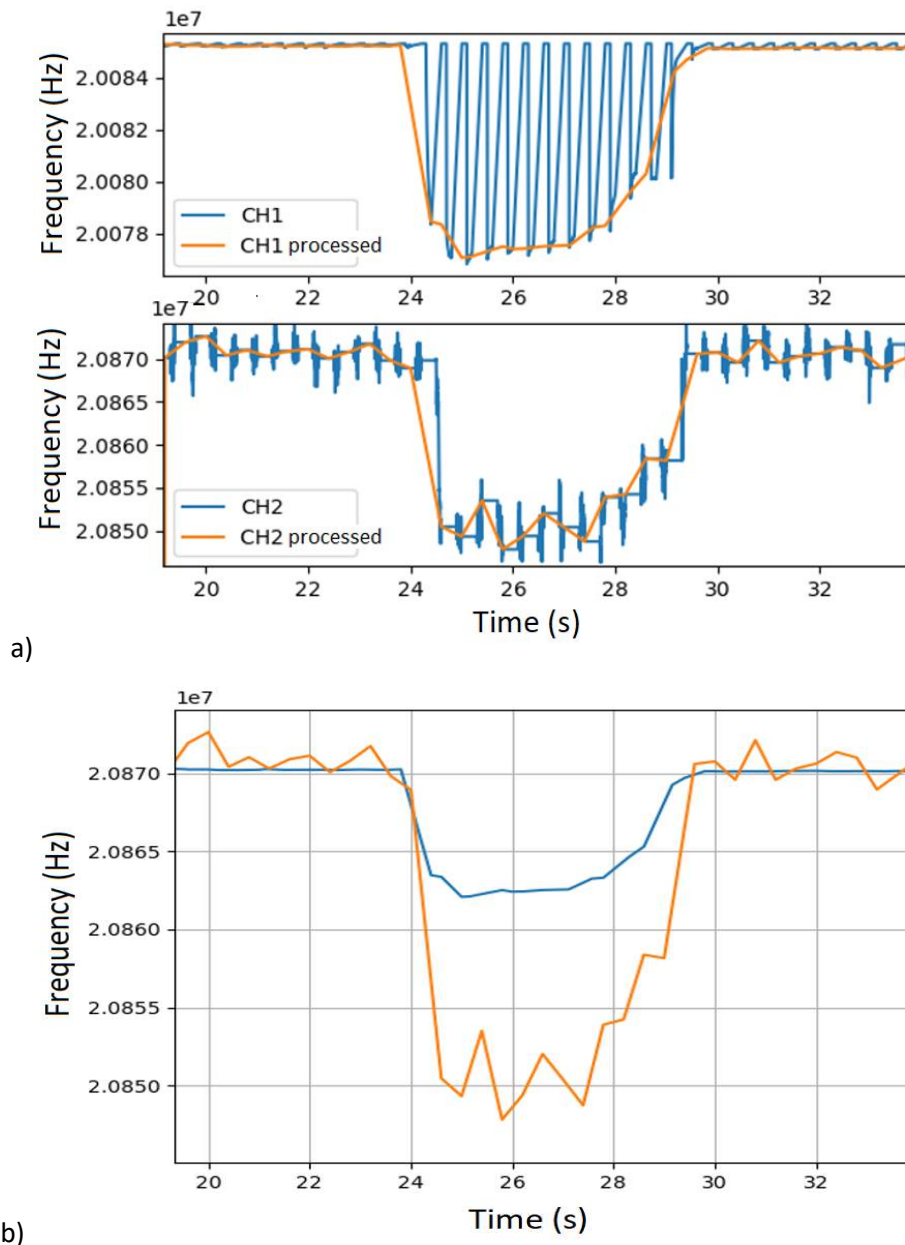 1e7
2.0084
2.0082
2.0080
2.0078
Frequency (Hz)
CH1
CH1 processed
20 22 24 26 28 30 32
1e7
2.0870
2.0865
2.0860
2.0855
2.0850
Frequency (Hz)
CH2
CH2 processed
20 22 24 26 28 30 32
Time (s)
a)
1e7
2.0870
2.0865
2.0860
2.0855
2.0850
Frequency (Hz)
20 22 24 26 28 30 32
Time (s)
b)